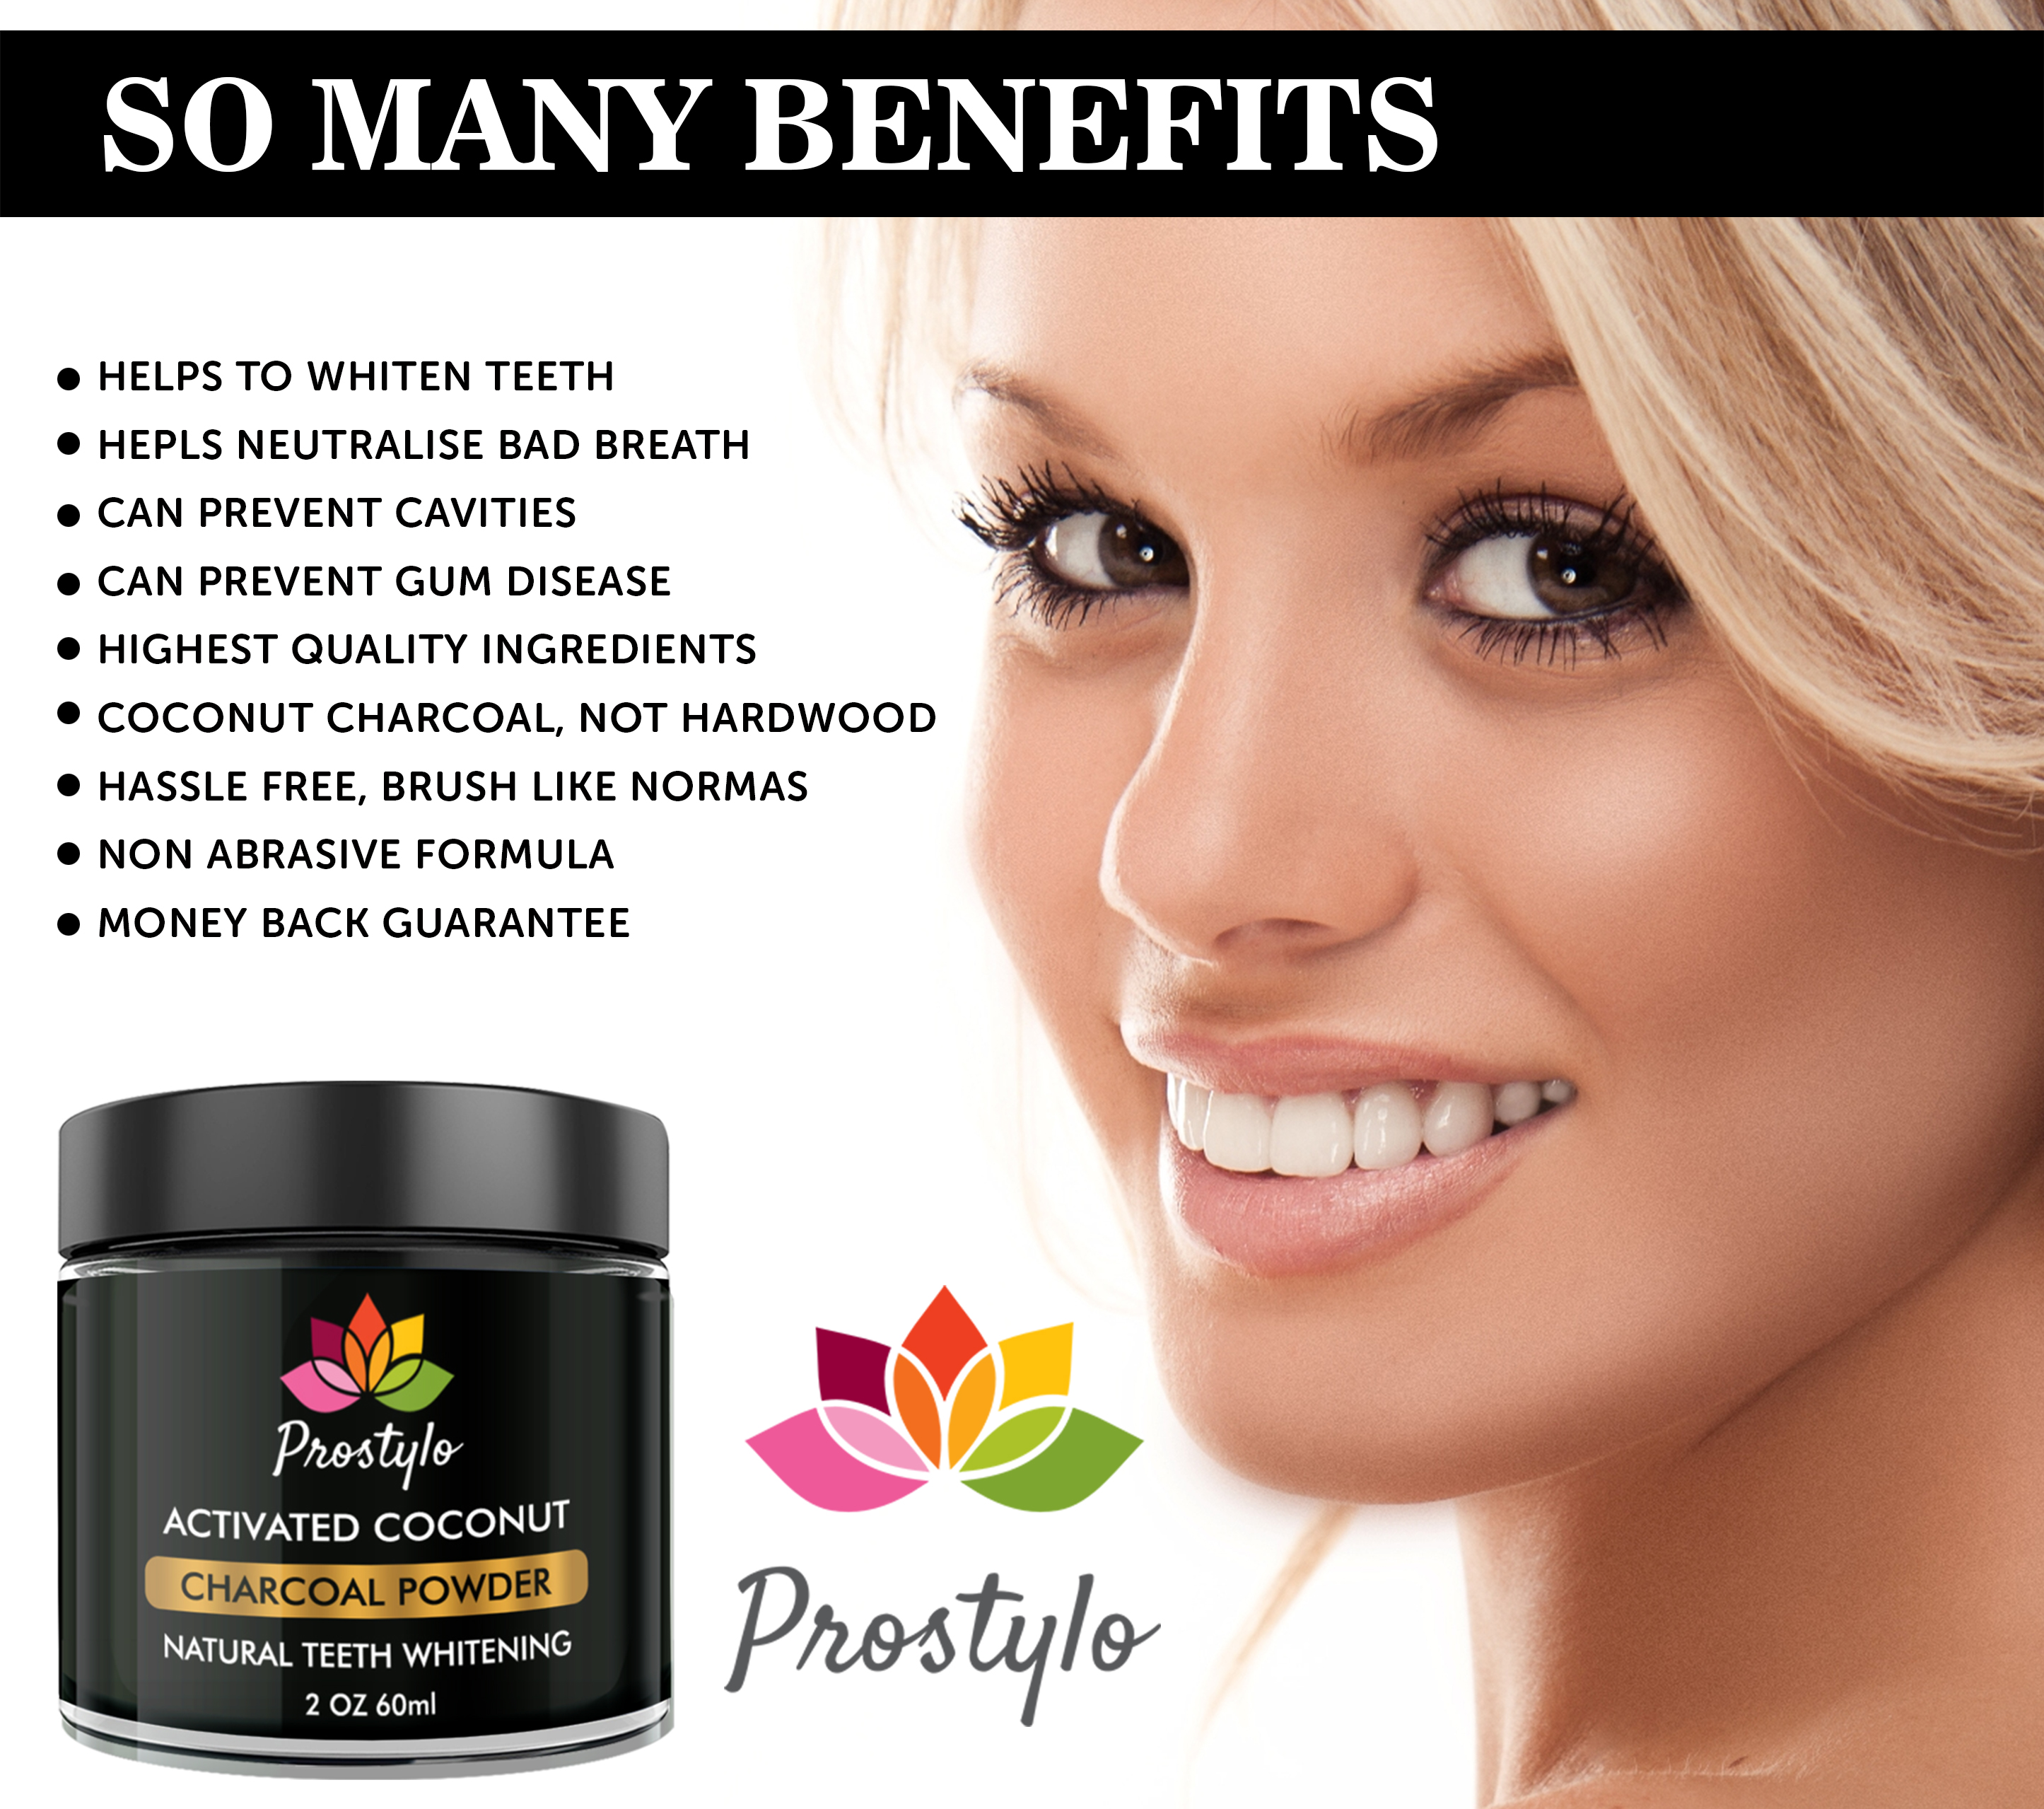 SO MANY BENEFITS
HELPS TO WHITEN TEETH
HEPLS NEUTRALISE BAD BREATH
CAN PREVENT CAVITIES
CAN PREVENT GUM DISEASE
HIGHEST QUALITY INGREDIENTS
COCONUT CHARCOAL, NOT HARDWOOD
HASSLE FREE, BRUSH LIKE NORMAS
NON ABRASIVE FORMULA
MONEY BACK GUARANTEE
Prostylo
ACTIVATED COCONUT
CHARCOAL POWDER
NATURAL TEETH WHITENING
2 OZ 60ml
Prostylo